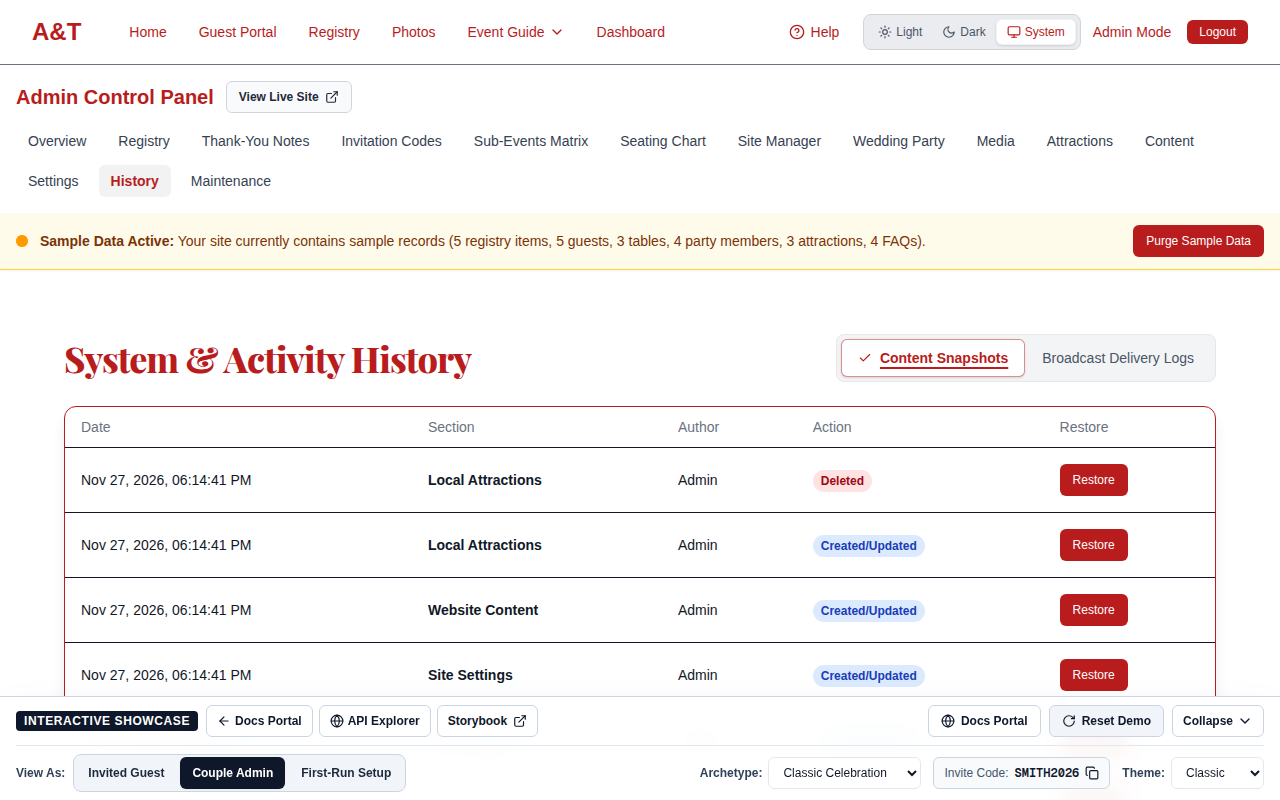 A&T Home Guest Portal Registry Photos Event Guide Dashboard Help Light Dark System Admin Mode Logout
Admin Control Panel View Live Site
Overview Registry Thank-You Notes Invitation Codes Sub-Events Matrix Seating Chart Site Manager Wedding Party Media Attractions Content
Settings History Maintenance
Sample Data Active: Your site currently contains sample records (5 registry items, 5 guests, 3 tables, 4 party members, 3 attractions, 4 FAQs). Purge Sample Data
System & Activity History Content Snapshots Broadcast Delivery Logs
Date Section Author Action Restore
Nov 27, 2026, 06:14:41 PM Local Attractions Admin Deleted Restore
Nov 27, 2026, 06:14:41 PM Local Attractions Admin Created/Updated Restore
Nov 27, 2026, 06:14:41 PM Website Content Admin Created/Updated Restore
Nov 27, 2026, 06:14:41 PM Site Settings Admin Created/Updated Restore
INTERACTIVE SHOWCASE Docs Portal API Explorer Storybook Docs Portal Reset Demo Collapse
View As: Invited Guest Couple Admin First-Run Setup Archetype: Classic Celebration Invite Code: SMITH2026 Theme: Classic